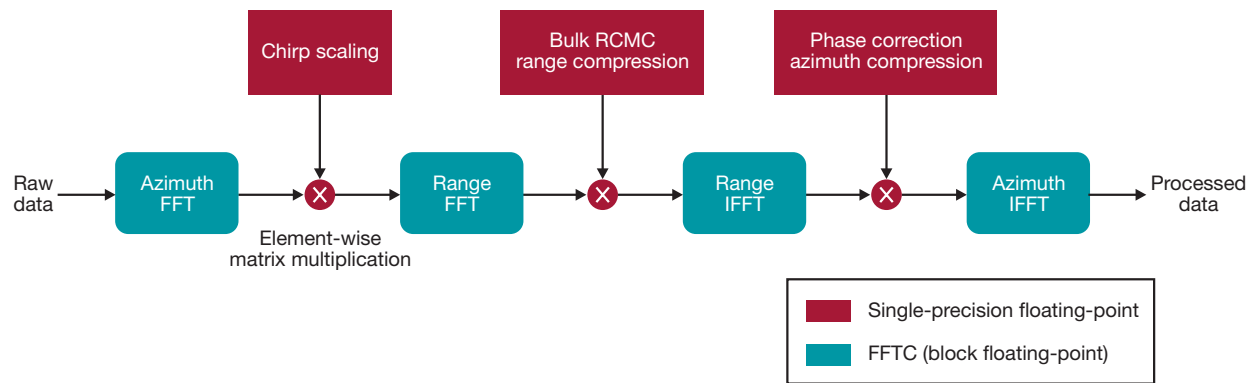 Chirp scaling
Bulk RCMC
range compression
Phase correction
azimuth compression
Raw
data
Azimuth
FFT
X
Range
FFT
X
Range
IFFT
X
Azimuth
IFFT
Processed
data
Element-wise
matrix multiplication
Single-precision floating-point
FFTC (block floating-point)